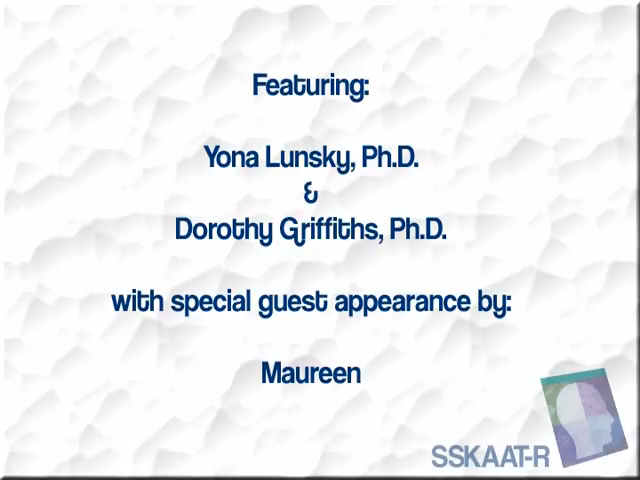 Featuring:
Yona Lunsky, Ph.D.
&
Dorothy Griffiths, Ph.D.
with special guest appearance by:
Maureen
SSKAAT-R